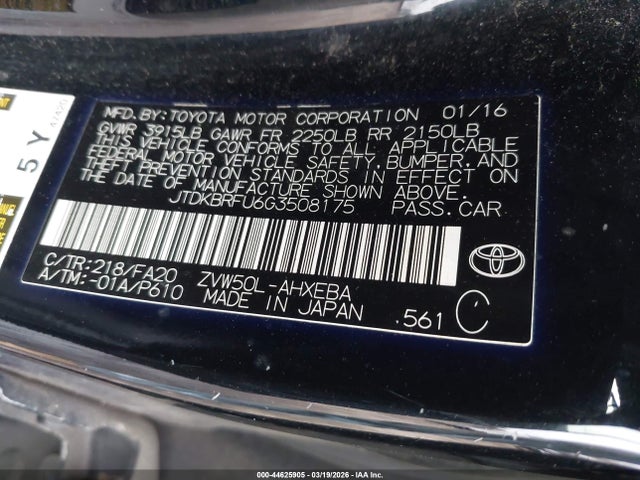 MFD. BY: TOYOTA MOTOR CORPORATION 01/16
GVWR 3915LB GAWR FR 2250LB RR 2150LB
THIS VEHICLE CONFORMS TO ALL APPLICABLE
FEDERAL MOTOR VEHICLE SAFETY, BUMPER, AND
THEFT PREVENTION STANDARDS IN EFFECT ON
THE DATE OF MANUFACTURE SHOWN ABOVE.
JTDKBRFU6G3508175 PASS. CAR
C/TR: 218/FA20 ZVW50L-AHXEBA
A/TM: -01A/P610 MADE IN JAPAN .561 C
5 Y
000-44625905 - 03/19/2026 - IAAI Inc.